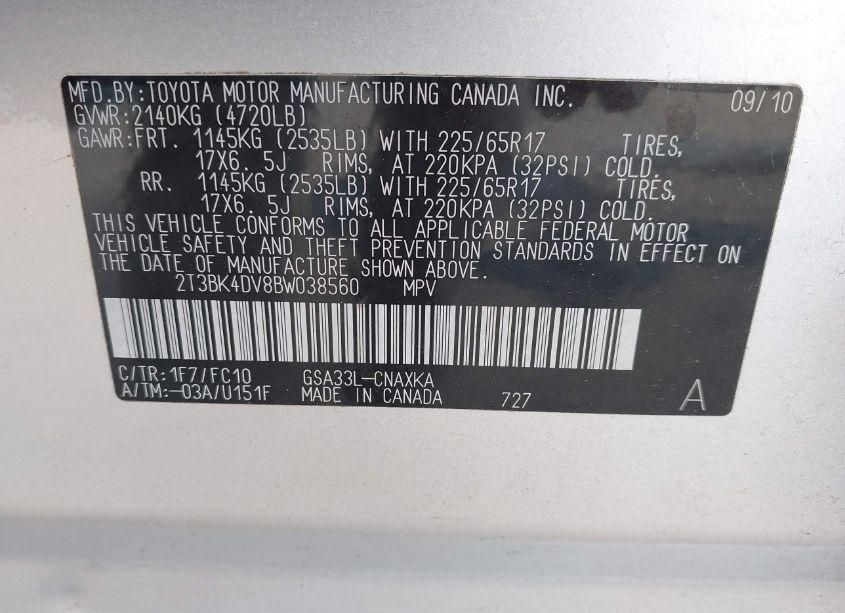 MFD.BY:TOYOTA MOTOR MANUFACTURING CANADA INC. 09/10
GVWR:2140KG (4720LB)
GAWR:FRT. 1145KG (2535LB) WITH 225/65R17 TIRES,
17X6. 5J RIMS, AT 220KPA (32PSI) COLD.
RR. 1145KG (2535LB) WITH 225/65R17 TIRES,
17X6. 5J RIMS, AT 220KPA (32PSI) COLD.
THIS VEHICLE CONFORMS TO ALL APPLICABLE FEDERAL MOTOR
VEHICLE SAFETY AND THEFT PREVENTION STANDARDS IN EFFECT ON
THE DATE OF MANUFACTURE SHOWN ABOVE.
2T3BK4DV8BW038560 MPV
C/TR:1F7/FC10 GSA33L-CNAXKA
A/TM:-03A/U151F MADE IN CANADA 727 A